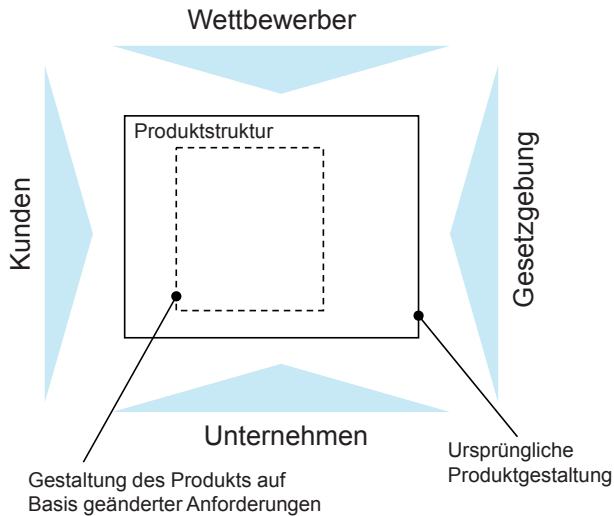 Wettbewerber
Produktstruktur
Kunden
Gesetzgebung
Unternehmen
Gestaltung des Produkts auf
Basis geänderter Anforderungen
Ursprüngliche
Produktgestaltung